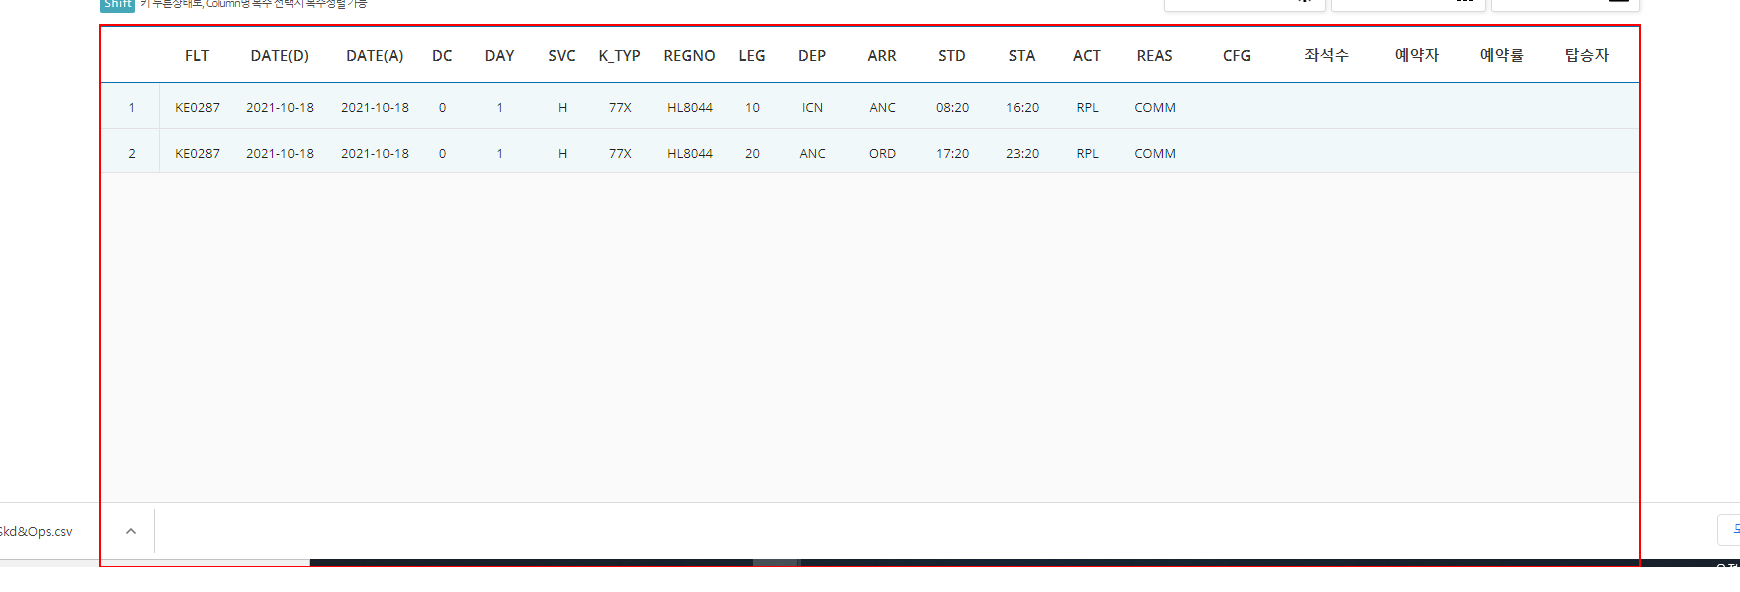 Shift 키 누른상태로, Column명 복수 선택시 복수정렬 가능
FLT DATE(D) DATE(A) DC DAY SVC K_TYP REGNO LEG DEP ARR STD STA ACT REAS CFG 좌석수 예약자 예약률 탑승자
1 KE0287 2021-10-18 2021-10-18 0 1 H 77X HL8044 10 ICN ANC 08:20 16:20 RPL COMM
2 KE0287 2021-10-18 2021-10-18 0 1 H 77X HL8044 20 ANC ORD 17:20 23:20 RPL COMM
Skd&Ops.csv